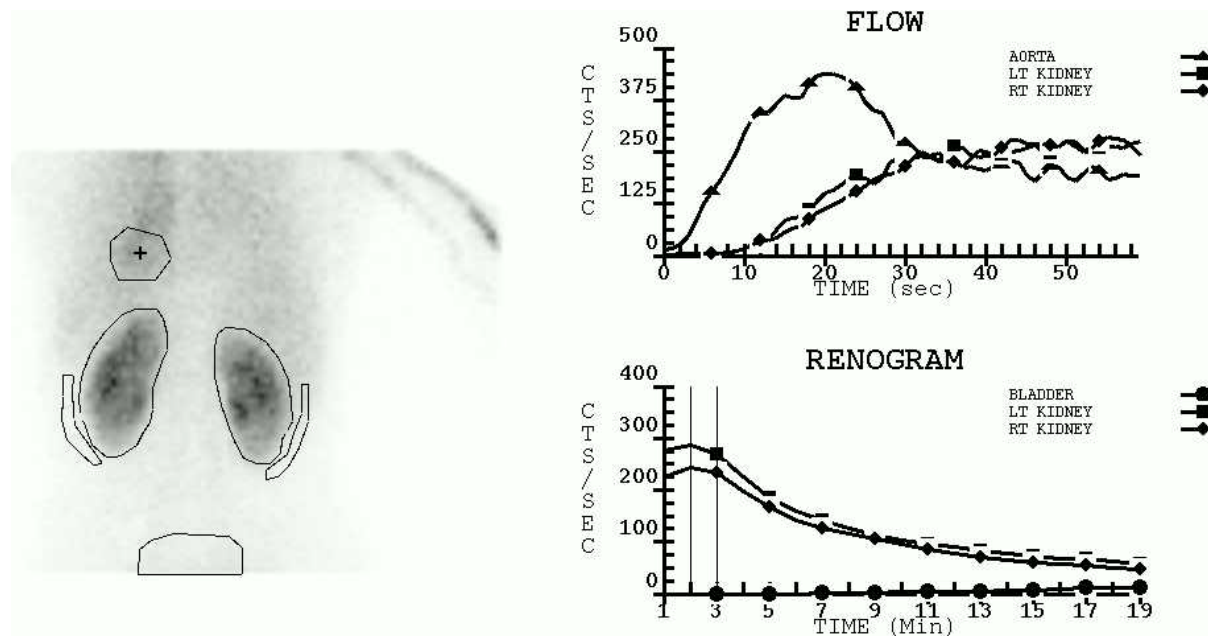 FLOW
500
375
250
125
0
CTS/SEC
AORTA
LT KIDNEY
RT KIDNEY
0 10 20 30 40 50
TIME (sec)
RENOGRAM
400
300
200
100
0
CTS/SEC
BLADDER
LT KIDNEY
RT KIDNEY
1 3 5 7 9 11 13 15 17 19
TIME (Min)